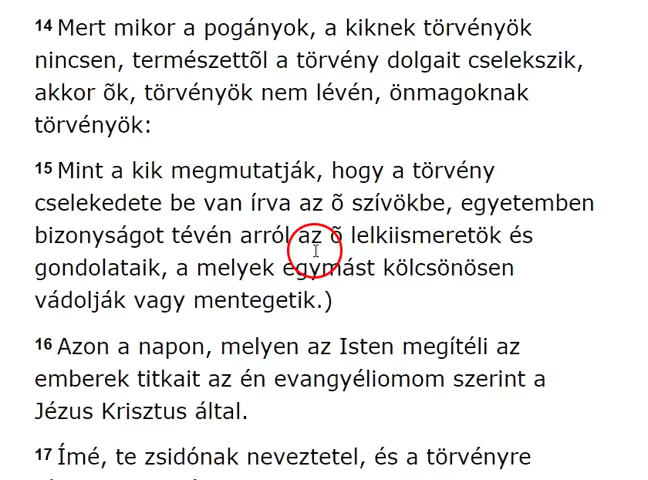 14 Mert mikor a pogányok, a kiknek törvényök
nincsen, természettõl a törvény dolgait cselekszik,
akkor õk, törvényök nem lévén, önmagoknak
törvényök:
15 Mint a kik megmutatják, hogy a törvény
cselekedete be van írva az õ szívökbe, egyetemben
bizonyságot tévén arról az õ lelkiismeretök és
gondolataik, a melyek egymást kölcsönösen
vádolják vagy mentegetik.)
16 Azon a napon, melyen az Isten megítéli az
emberek titkait az én evangyéliomom szerint a
Jézus Krisztus által.
17 Ímé, te zsidónak neveztetel, és a törvényre